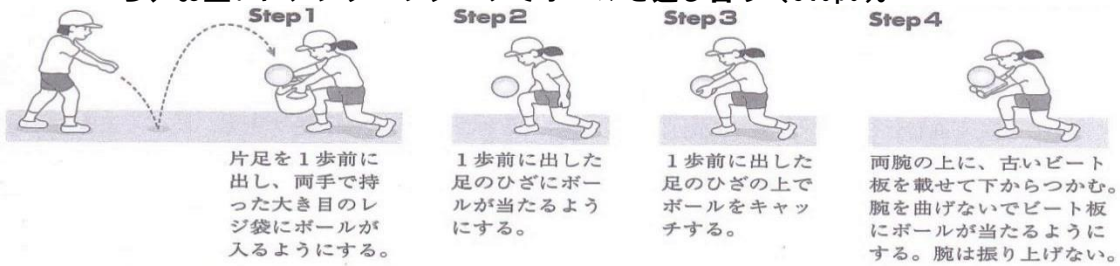 Step1
Step2
Step3
Step4
片足を1歩前に
出し、両手で持
った大き目のレ
ジ袋にボールが
入るようにする。
1歩前に出した
足のひざにボー
ルが当たるよう
にする。
1歩前に出した
足のひざの上で
ボールをキャッ
チする。
両腕の上に、古いビート
板を載せて下からつかむ。
腕を曲げないでビート板
にボールが当たるように
する。腕は振り上げない。